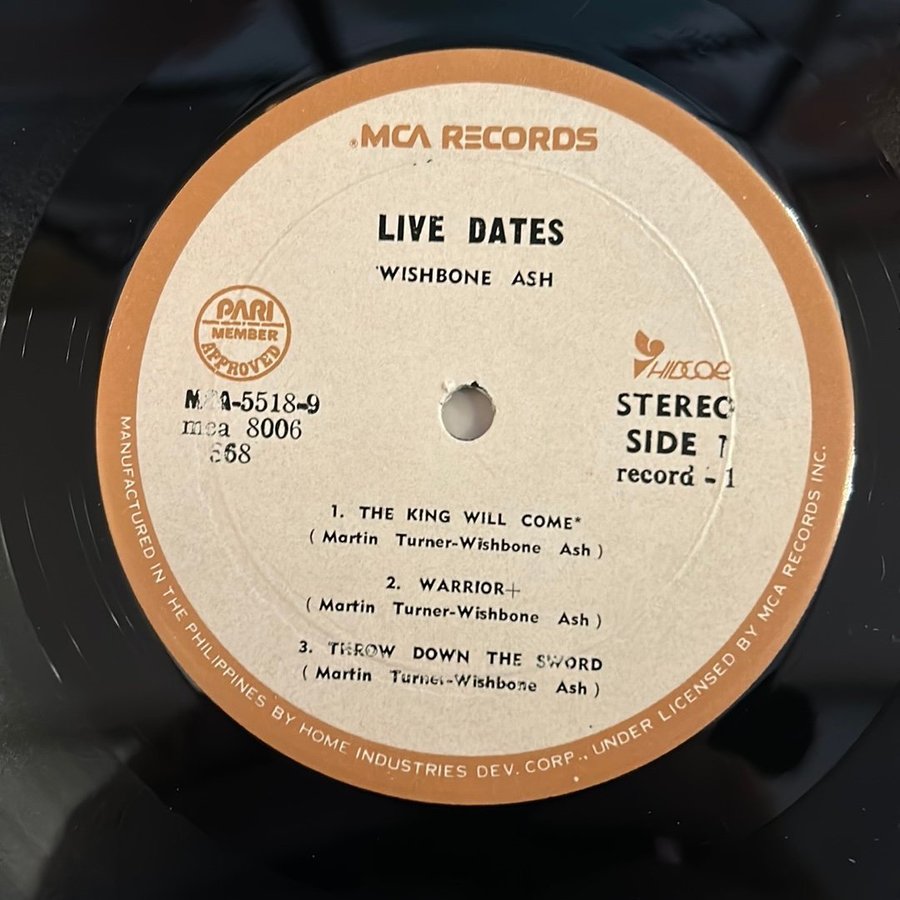 ® MCA RECORDS
LIVE DATES
WISHBONE ASH
PARI
MEMBER
APPROVED
HIDCOR
-5518-9
mca 8006
STEREO
SIDE 1
record - 1
1. THE KING WILL COME*
( Martin Turner-Wishbone Ash )
2. WARRIOR+
( Martin Turner-Wishbone Ash )
3. THROW DOWN THE SWORD
( Martin Turner-Wishbone Ash )
MANUFACTURED IN THE PHILIPPINES BY HOME INDUSTRIES DEV. CORP., UNDER LICENSED BY MCA RECORDS INC.